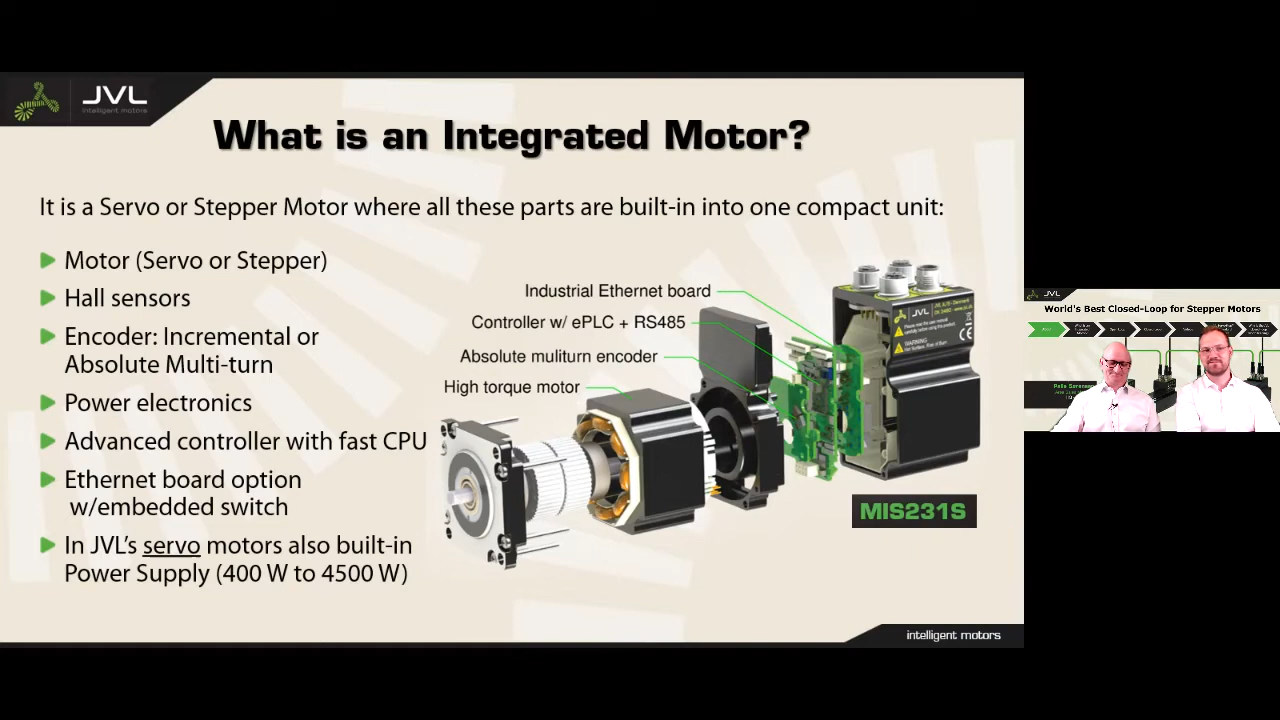 JVL
intelligent motors
What is an Integrated Motor?
It is a Servo or Stepper Motor where all these parts are built-in into one compact unit:
Motor (Servo or Stepper)
Hall sensors
Encoder: Incremental or
Absolute Multi-turn
Power electronics
Advanced controller with fast CPU
Ethernet board option
w/embedded switch
In JVL's servo motors also built-in
Power Supply (400 W to 4500 W)
Industrial Ethernet board
Controller w/ ePLC + RS485
Absolute muliturn encoder
High torque motor
JVL
WARNING
CE
MIS231S
intelligent motors
JVL
World's Best Closed-Loop for Stepper Motors